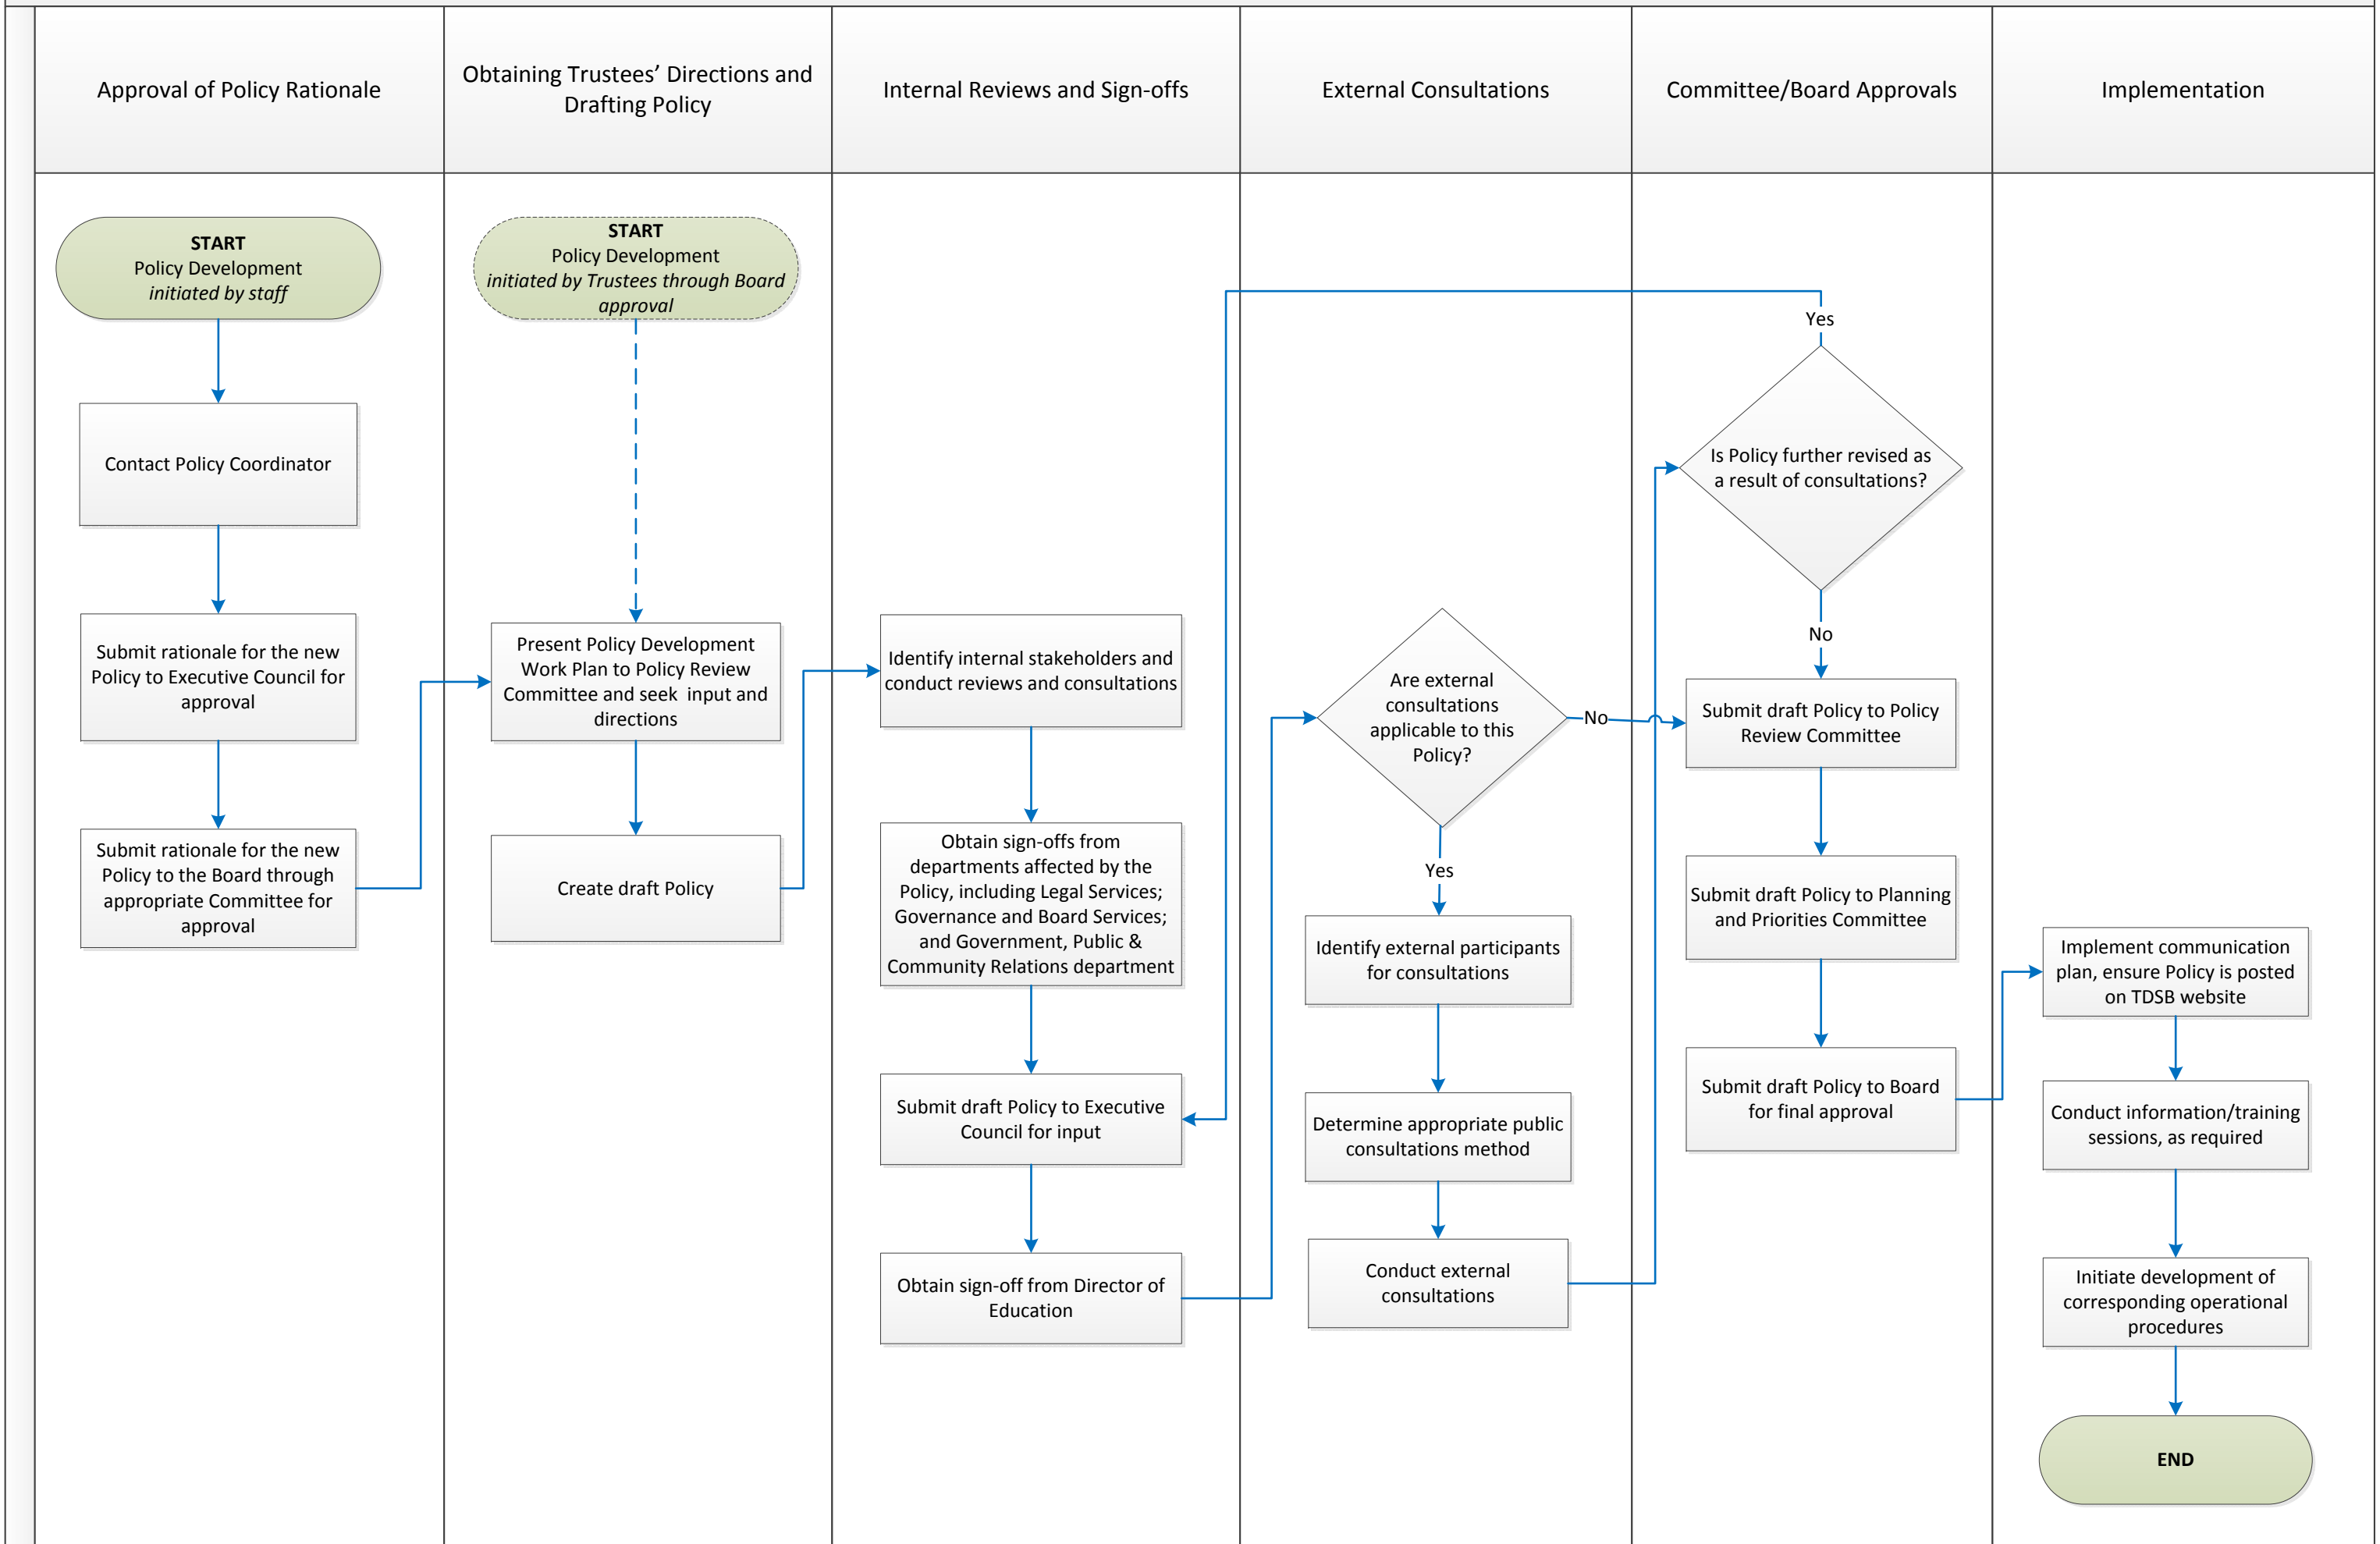 Approval of Policy Rationale
Obtaining Trustees' Directions and
Drafting Policy
Internal Reviews and Sign-offs
External Consultations
Committee/Board Approvals
Implementation
START
Policy Development
initiated by staff
Contact Policy Coordinator
Submit rationale for the new
Policy to Executive Council for
approval
Submit rationale for the new
Policy to the Board through
appropriate Committee for
approval
START
Policy Development
initiated by Trustees through Board
approval
Present Policy Development
Work Plan to Policy Review
Committee and seek input and
directions
Create draft Policy
Identify internal stakeholders and
conduct reviews and consultations
Obtain sign-offs from
departments affected by the
Policy, including Legal Services;
Governance and Board Services;
and Government, Public &
Community Relations department
Submit draft Policy to Executive
Council for input
Obtain sign-off from Director of
Education
Are external
consultations
applicable to this
Policy?
No
Yes
Identify external participants
for consultations
Determine appropriate public
consultations method
Conduct external
consultations
Yes
Is Policy further revised as
a result of consultations?
No
Submit draft Policy to Policy
Review Committee
Submit draft Policy to Planning
and Priorities Committee
Submit draft Policy to Board
for final approval
Implement communication
plan, ensure Policy is posted
on TDSB website
Conduct information/training
sessions, as required
Initiate development of
corresponding operational
procedures
END